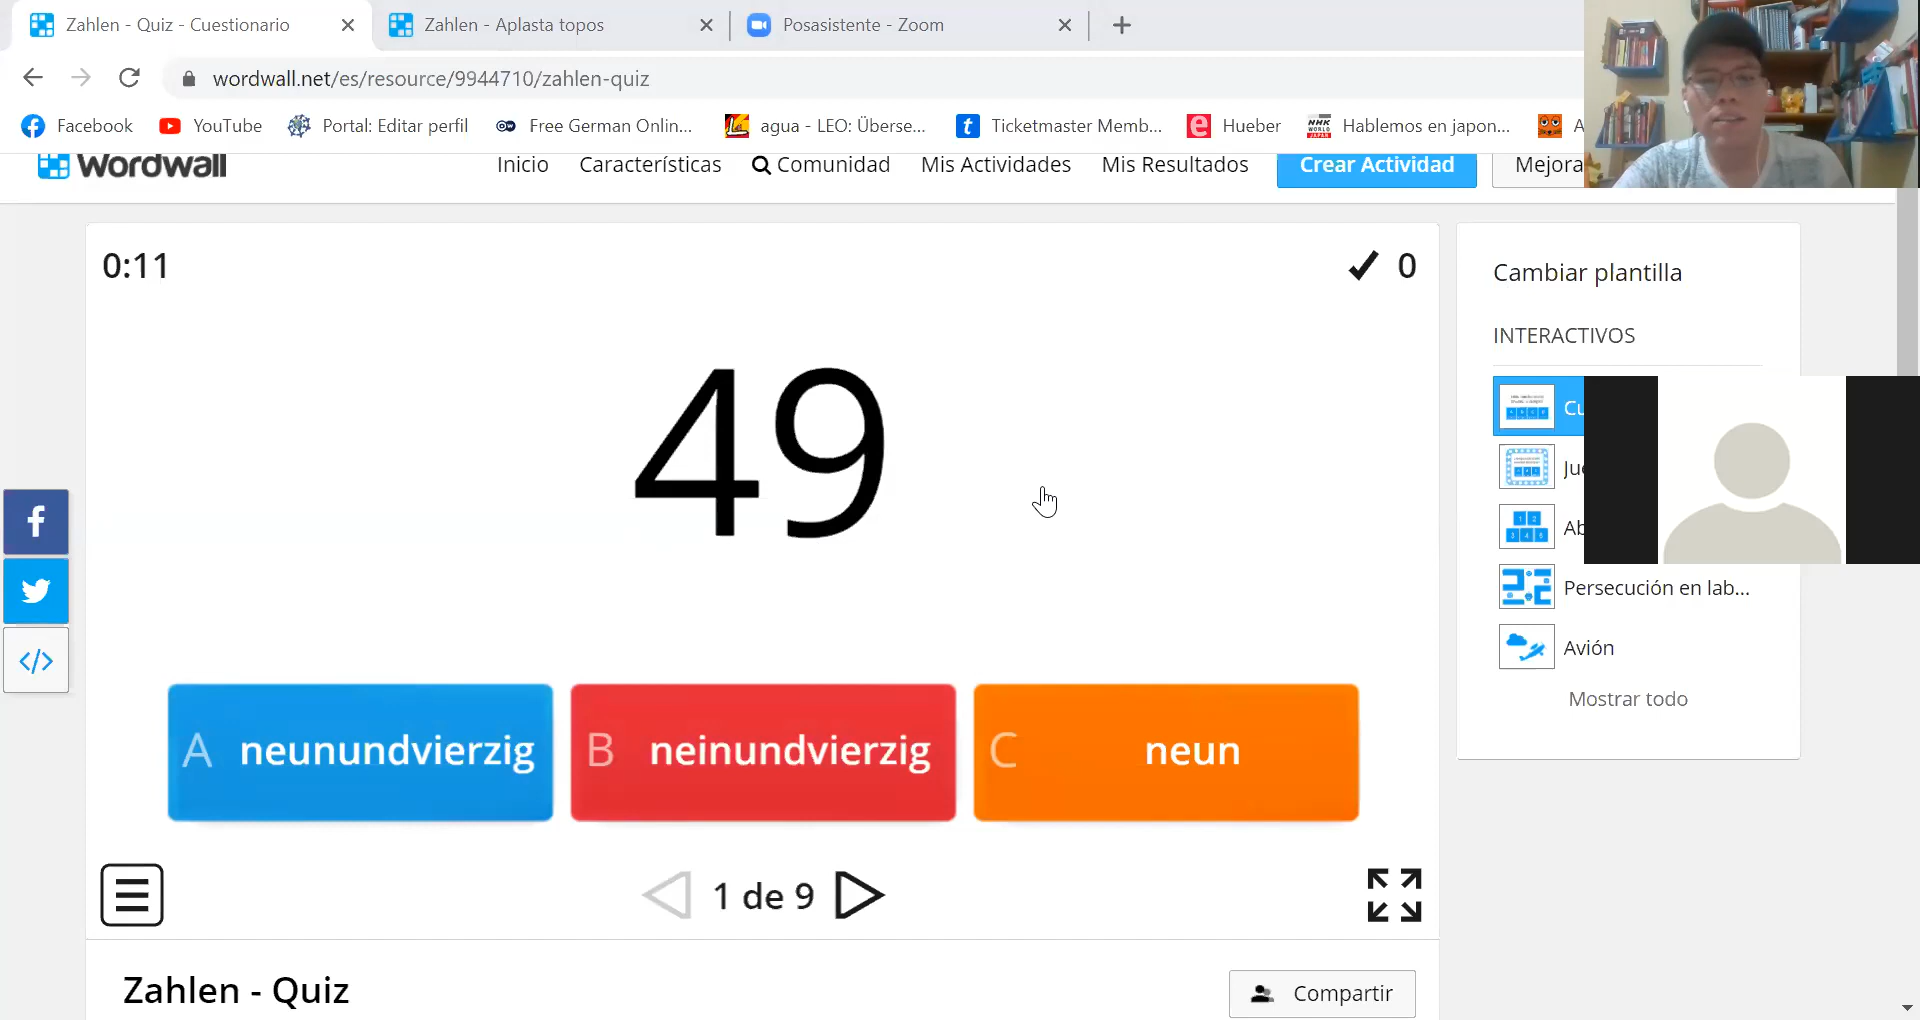 Zahlen - Quiz - Cuestionario
Zahlen - Aplasta topos
Posasistente - Zoom
wordwall.net/es/resource/9944710/zahlen-quiz
Facebook
YouTube
Portal: Editar perfil
Free German Onlin...
agua - LEO: Überse...
Ticketmaster Memb...
Hueber
Hablemos en japon...
A
Wordwall
Inicio
Características
Comunidad
Mis Actividades
Mis Resultados
Crear Actividad
Mejora
0:11
0
49
A neunundvierzig
B neinundvierzig
C neun
1 de 9
Zahlen - Quiz
Compartir
Cambiar plantilla
INTERACTIVOS
Cu
Jue
Ab
Persecución en lab...
Avión
Mostrar todo